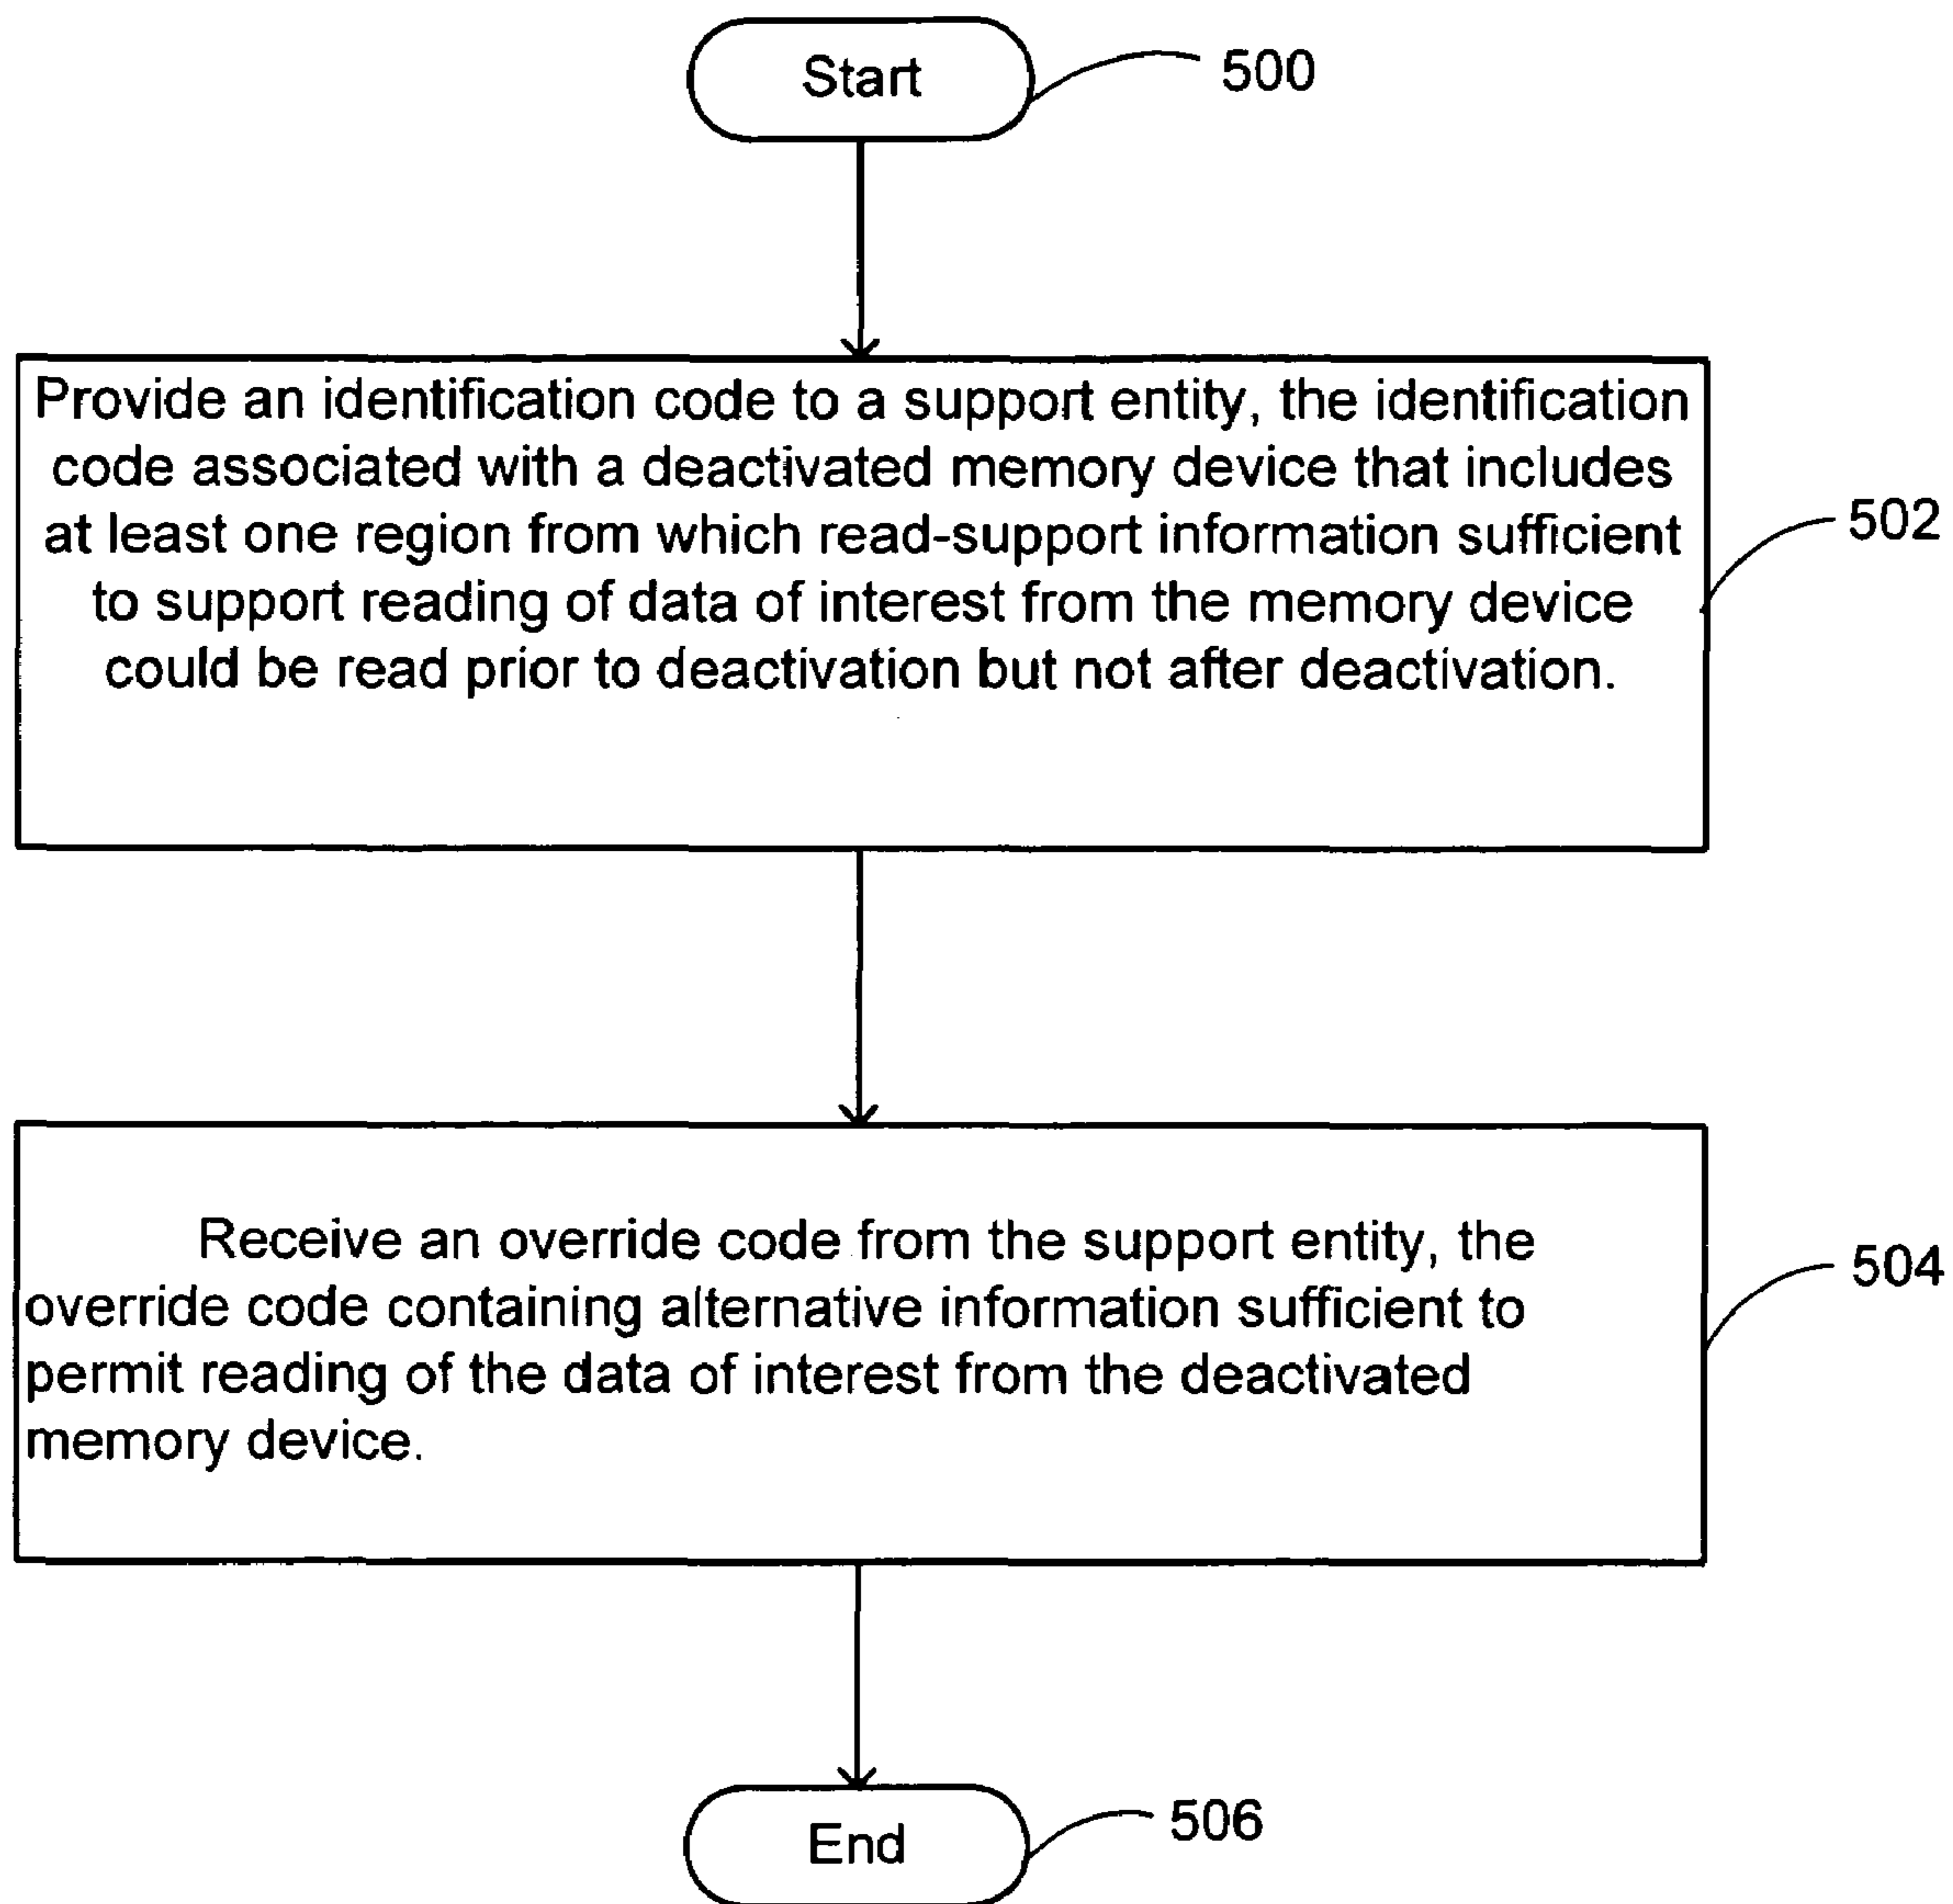 Start
500
Provide an identification code to a support entity, the identification
code associated with a deactivated memory device that includes
at least one region from which read-support information sufficient
to support reading of data of interest from the memory device
could be read prior to deactivation but not after deactivation.
502
Receive an override code from the support entity, the
override code containing alternative information sufficient to
permit reading of the data of interest from the deactivated
memory device.
504
End
506